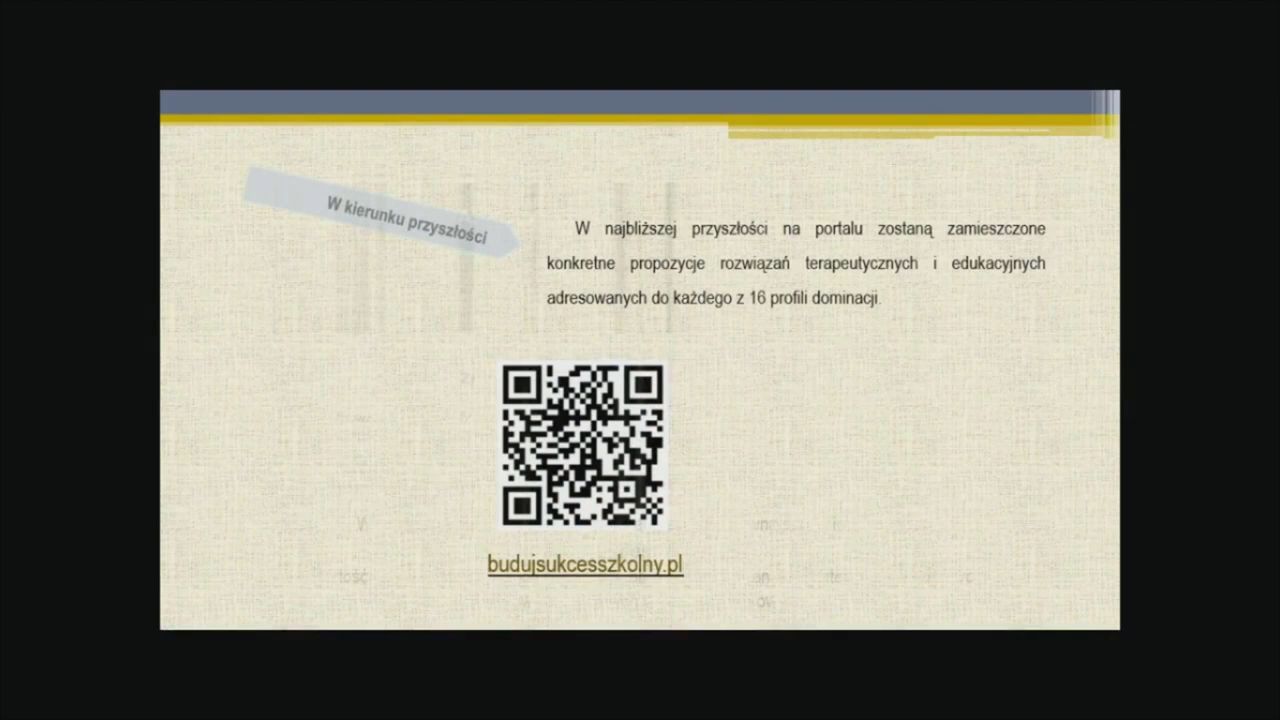 W kierunku przyszłości
W najbliższej przyszłości na portalu zostaną zamieszczone
konkretne propozycje rozwiązań terapeutycznych i edukacyjnych
adresowanych do każdego z 16 profili dominacji.
budujsukcesszkolny.pl